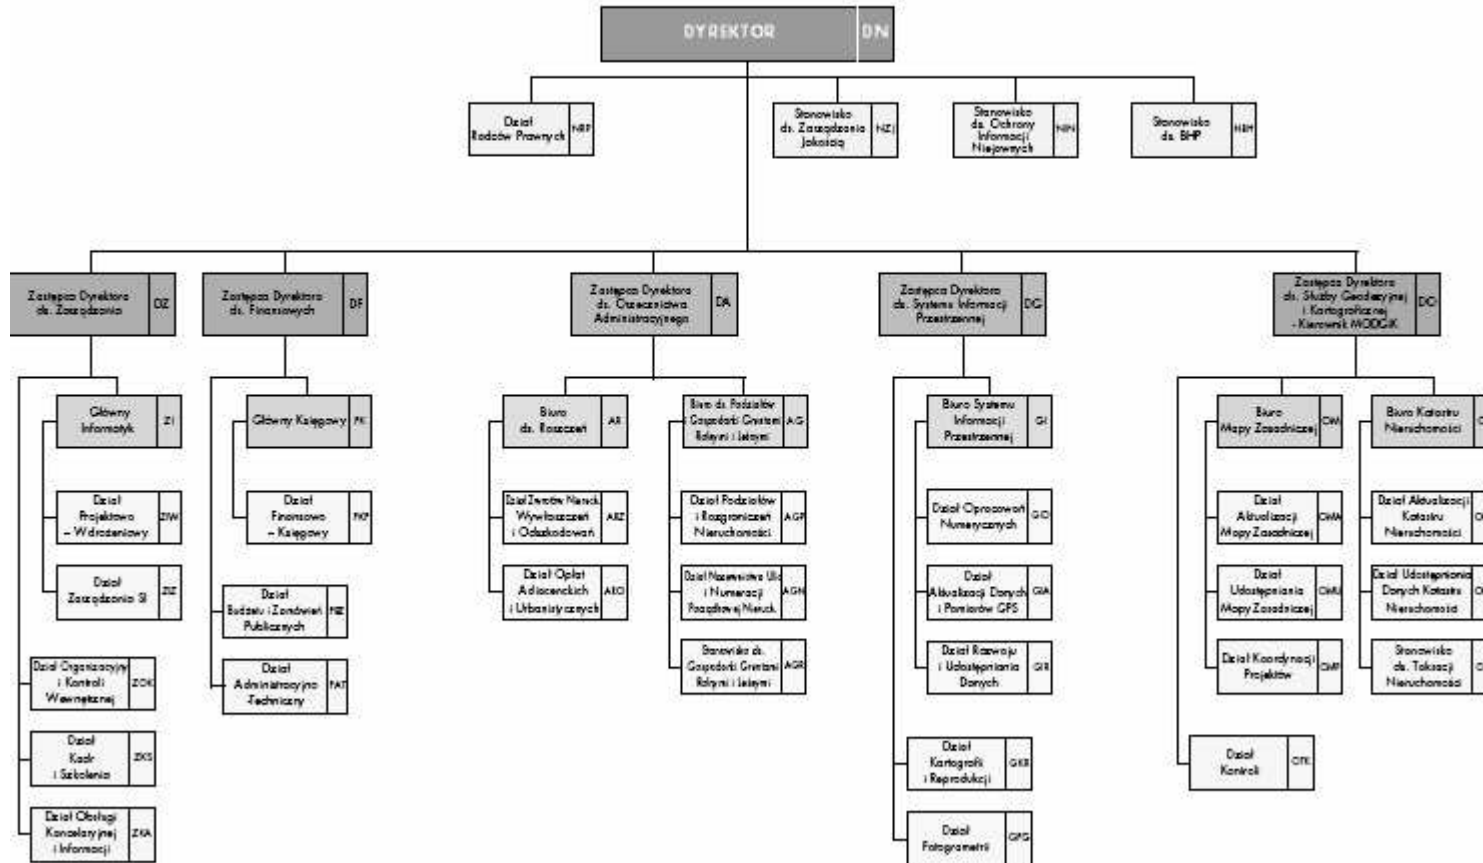 DYREKTOR DN
Dział
Radców Prawnych
NRP
Stanowisko
ds. Zarządzania
Jakością
NZJ
Stanowisko
ds. Ochrony
Informacji
Niejawnych
NIN
Stanowisko
ds. BHP
NBH
Zastępca Dyrektora
ds. Zarządzania
DZ
Zastępca Dyrektora
ds. Finansowych
DF
Zastępca Dyrektora
ds. Orzecznictwa
Administracyjnego
DA
Zastępca Dyrektora
ds. Systemu Informacji
Przestrzennej
DG
Zastępca Dyrektora
ds. Służby Geodezyjnej
i Kartograficznej
- Kierownik MODGiK
DO
Główny
Informatyk
ZI
Główny Księgowy
FK
Biuro
ds. Roszczeń
AR
Biuro ds. Podziałów
i Gospodarki Gruntami
Rolnymi i Leśnymi
AG
Biuro Systemu
Informacji
Przestrzennej
GI
Biuro
Mapy Zasadniczej
OM
Biuro Katastru
Nieruchomości
Dział
Projektowo
– Wdrożeniowy
ZIW
Dział
Finansowo
– Księgowy
FKF
Dział Zwrotów Nieruch.
Wywłaszczeń
i Odszkodowań
ARZ
Dział Podziałów
i Rozgraniczeń
Nieruchomości
AGP
Dział Opracowań
Numerycznych
GIO
Dział
Aktualizacji
Mapy Zasadniczej
OMA
Dział Aktualizacji
Katastru
Nieruchomości
Dział
Zarządzania SI
ZIZ
Dział
Budżetu i Zamówień
Publicznych
FBZ
Dział Opłat
Adiacenckich
i Urbanistycznych
ARO
Dział Nazewnictwa Ulic
i Numeracji
Porządkowej Nieruch.
AGN
Dział
Aktualizacji Danych
i Pomiarów GPS
GIA
Dział
Udostępniania
Mapy Zasadniczej
OMU
Dział Udostępniania
Danych Katastru
Nieruchomości
Dział Organizacyjny
i Kontroli
Wewnętrznej
ZOK
Dział
Administracyjno
-Techniczny
FAT
Stanowisko ds.
Gospodarki Gruntami
Rolnymi i Leśnymi
AGR
Dział Rozwoju
i Udostępniania
Danych
GIR
Dział Koordynacji
Projektów
OMP
Stanowisko
ds. Taksacji
Nieruchomości
Dział
Kadr
i Szkolenia
ZKS
Dział
Kartografii
i Reprodukcji
GKR
Dział
Kontroli
OTK
Dział Obsługi
Kancelaryjnej
i Informacji
ZKA
Dział
Fotogrametrii
GFG